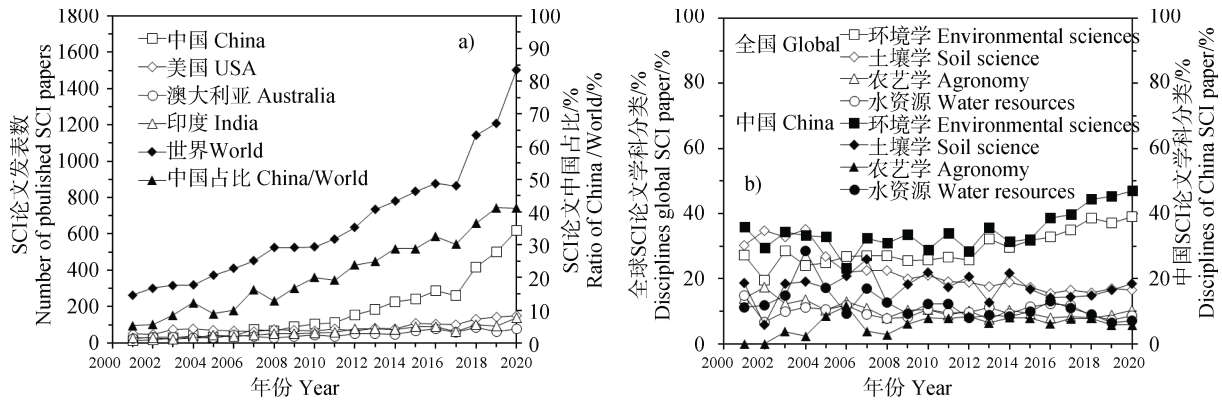 1800
1600
1400
1200
1000
800
600
400
200
0
SCI论文发表数
Number of pbulished SCI papers
中国 China
美国 USA
澳大利亚 Australia
印度 India
世界World
中国占比 China/World
a)
100
90
80
70
60
50
40
30
20
10
0
SCI论文中国占比/%
Ratio of China /World/%
2000 2002 2004 2006 2008 2010 2012 2014 2016 2018 2020
年份 Year
100
80
60
40
20
0
全球SCI论文学科分类/%
Disciplines global SCI paper/%
全国 Global
环境学 Environmental sciences
土壤学 Soil science
农艺学 Agronomy
水资源 Water resources
中国 China
环境学 Environmental sciences
土壤学 Soil science
农艺学 Agronomy
水资源 Water resources
b)
100
80
60
40
20
0
中国SCI论文学科分类/%
Disciplines of China SCI paper/%
2000 2002 2004 2006 2008 2010 2012 2014 2016 2018 2020
年份 Year